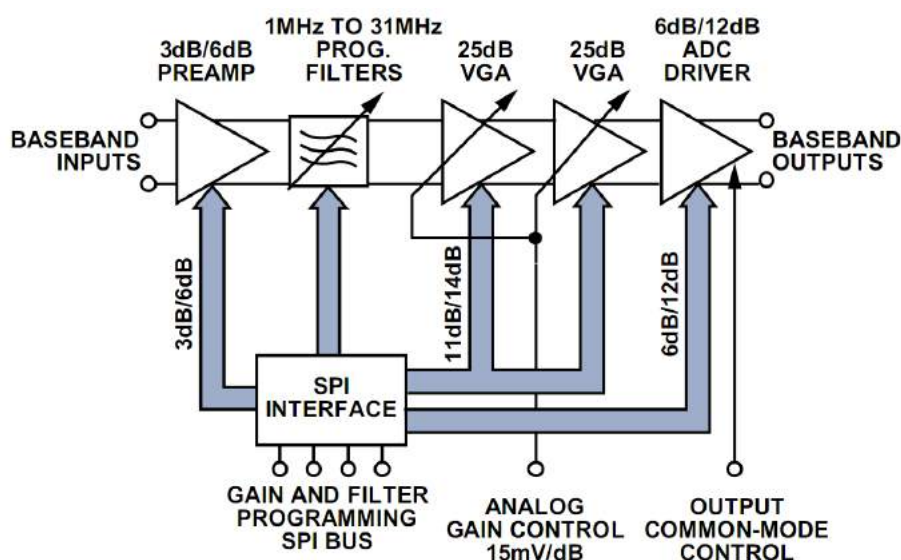 3dB/6dB
PREAMP
1MHz TO 31MHz
PROG.
FILTERS
25dB
VGA
25dB
VGA
6dB/12dB
ADC
DRIVER
BASEBAND
INPUTS
BASEBAND
OUTPUTS
3dB/6dB
11dB/14dB
6dB/12dB
SPI
INTERFACE
GAIN AND FILTER
PROGRAMMING
SPI BUS
ANALOG
GAIN CONTROL
15mV/dB
OUTPUT
COMMON-MODE
CONTROL